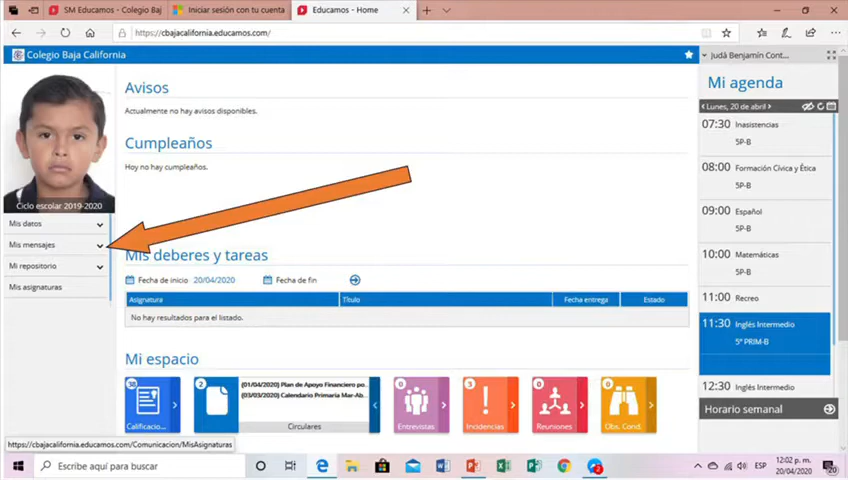 SM Educamos - Colegio Baj
Iniciar sesión con tu cuenta
Educamos - Home
https://cbajacalifornia.educamos.com/
Colegio Baja California
Judá Benjamín Cont...
Ciclo escolar 2019-2020
Mis datos
Mis mensajes
Mi repositorio
Mis asignaturas
Avisos
Actualmente no hay avisos disponibles.
Cumpleaños
Hoy no hay cumpleaños.
Mis deberes y tareas
Fecha de inicio 20/04/2020 Fecha de fin
Asignatura Título Fecha entrega Estado
No hay resultados para el listado.
Mi espacio
38
Calificacio...
2
(01/04/2020) Plan de Apoyo Financiero po...
(03/03/2020) Calendario Primaria Mar-Ab...
Circulares
0
Entrevistas
3
Incidencias
0
Reuniones
0
Obs. Cond.
Mi agenda
Lunes, 20 de abril
07:30 Inasistencias
5P-B
08:00 Formación Cívica y Ética
5P-B
09:00 Español
5P-B
10:00 Matemáticas
5P-B
11:00 Recreo
11:30 Inglés Intermedio
5º PRIM-B
12:30 Inglés Intermedio
Horario semanal
https://cbajacalifornia.educamos.com/Comunicacion/MisAsignaturas
Escribe aquí para buscar
ESP
12:02 p. m.
20/04/2020
20